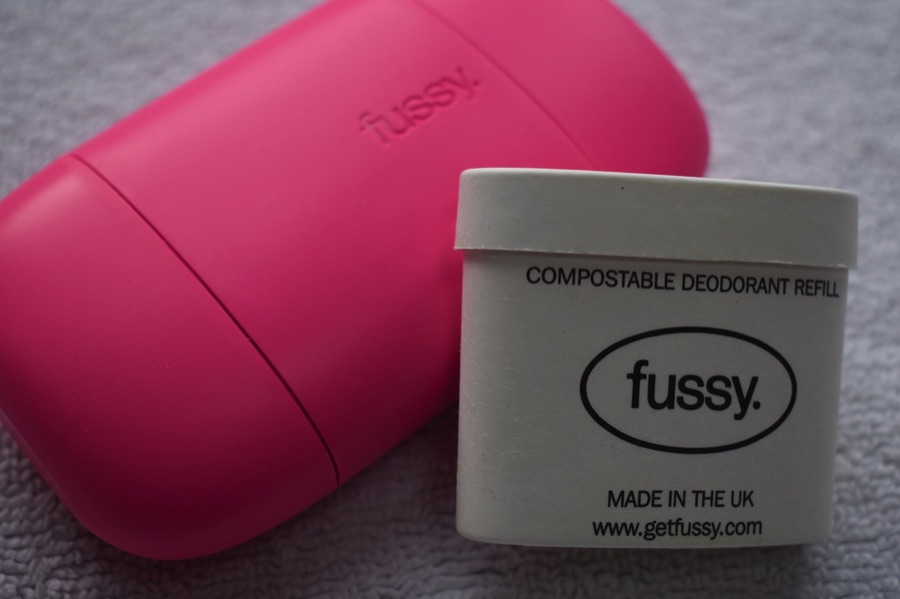 fussy.
COMPOSTABLE DEODORANT REFILL
fussy.
MADE IN THE UK
www.getfussy.com